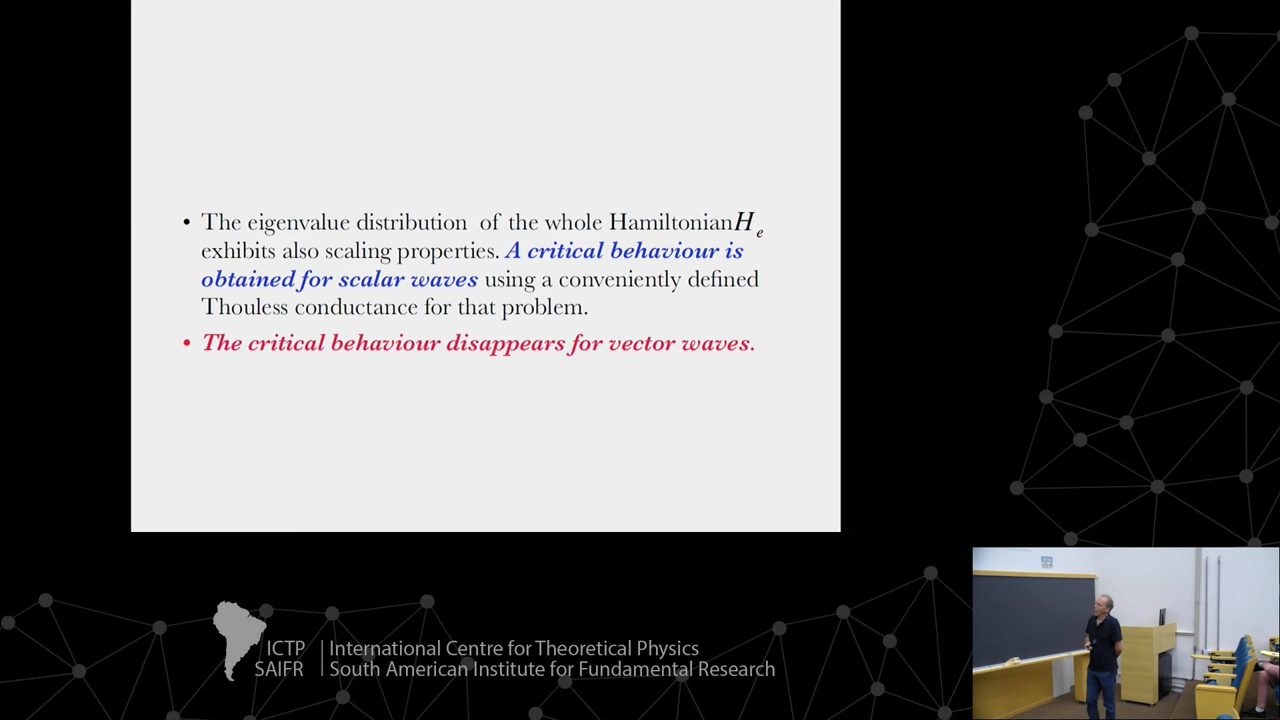 • The eigenvalue distribution of the whole Hamiltonian H e
exhibits also scaling properties. A critical behaviour is
obtained for scalar waves using a conveniently defined
Thouless conductance for that problem.
• The critical behaviour disappears for vector waves.
ICTP | International Centre for Theoretical Physics
SAIFR | South American Institute for Fundamental Research